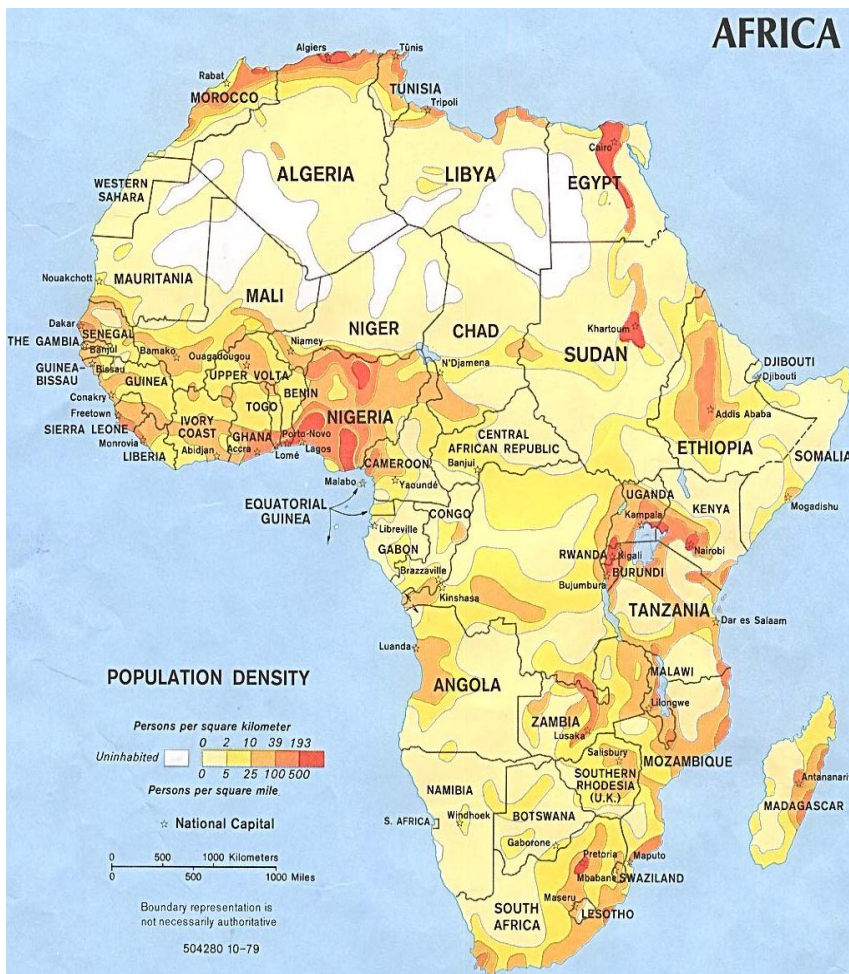 AFRICA
Algiers
Tûnis
Rabat
MOROCCO
TUNISIA
Tripoli
Cairo
ALGERIA
LIBYA
EGYPT
WESTERN
SAHARA
Nouakchott
MAURITANIA
MALI
NIGER
CHAD
SUDAN
Khartoum
Dakar
SENEGAL
THE GAMBIA
Banjul
Bamako
Niamey
Ouagadougou
UPPER VOLTA
N'Djamena
DJIBOUTI
Djibouti
GUINEA-
BISSAU
Bissau
GUINEA
BENIN
NIGERIA
Conakry
Freetown
SIERRA LEONE
Monrovia
LIBERIA
IVORY
COAST
Abidjan
TOGO
GHANA
Accra
Lomé
Porto-Novo
Lagos
Addis Ababa
ETHIOPIA
SOMALIA
CENTRAL
AFRICAN REPUBLIC
Banjui
CAMEROON
Yaoundé
Malabo
EQUATORIAL
GUINEA
Libreville
GABON
CONGO
Brazzaville
Kinshasa
UGANDA
Kampala
KENYA
Nairobi
Mogadishu
RWANDA
Nigali
BURUNDI
Bujumbura
TANZANIA
Dar es Salaam
Luanda
ANGOLA
MALAWI
Lilongwe
ZAMBIA
Lusaka
Salisbury
SOUTHERN
RHODESIA
(U.K.)
MOZAMBIQUE
Antananari
MADAGASCAR
NAMIBIA
Windhoek
S. AFRICA
BOTSWANA
Gaborone
Pretoria
Maputo
Mbabane
SWAZILAND
Maseru
LESOTHO
SOUTH
AFRICA
POPULATION DENSITY
Persons per square kilometer
0 2 10 39 193
Uninhabited
0 5 25 100 500
Persons per square mile
☆ National Capital
0 500 1000 Kilometers
0 500 1000 Miles
Boundary representation is
not necessarily authoritative
504280 10-79